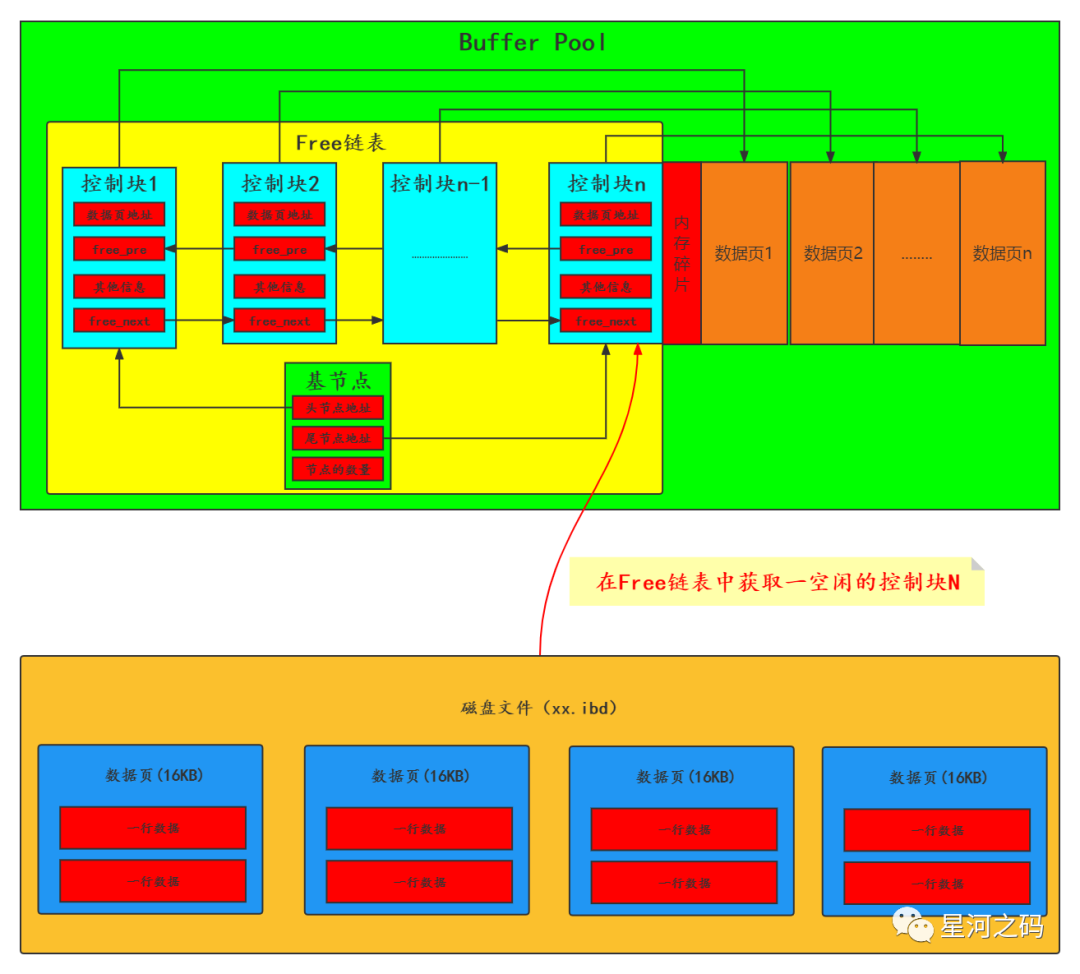 Buffer Pool
Free链表
控制块1
控制块2
控制块n-1
控制块n
数据页地址
free_pre
其他信息
free_next
数据页地址
free_pre
其他信息
free_next
.....................
数据页地址
free_pre
其他信息
free_next
内存碎片
数据页1
数据页2
........
数据页n
基节点
头节点地址
尾节点地址
节点的数量
在Free链表中获取一空闲的控制块N
磁盘文件（xx.ibd）
数据页(16KB)
一行数据
一行数据
数据页(16KB)
一行数据
一行数据
数据页(16KB)
一行数据
一行数据
数据页(16KB)
一行数据
一行数据
星河之码